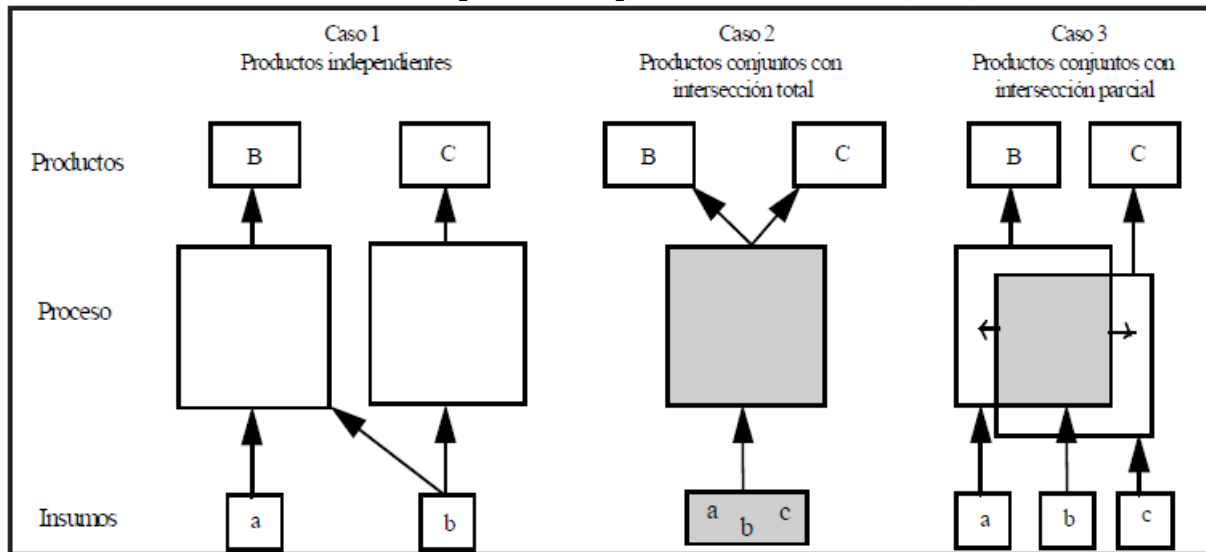 Caso 1
Productos independientes
Caso 2
Productos conjuntos con
intersección total
Caso 3
Productos conjuntos con
intersección parcial
Productos
B
C
B
C
B
C
Proceso
Insumos
a
b
a
b
c
a
b
c